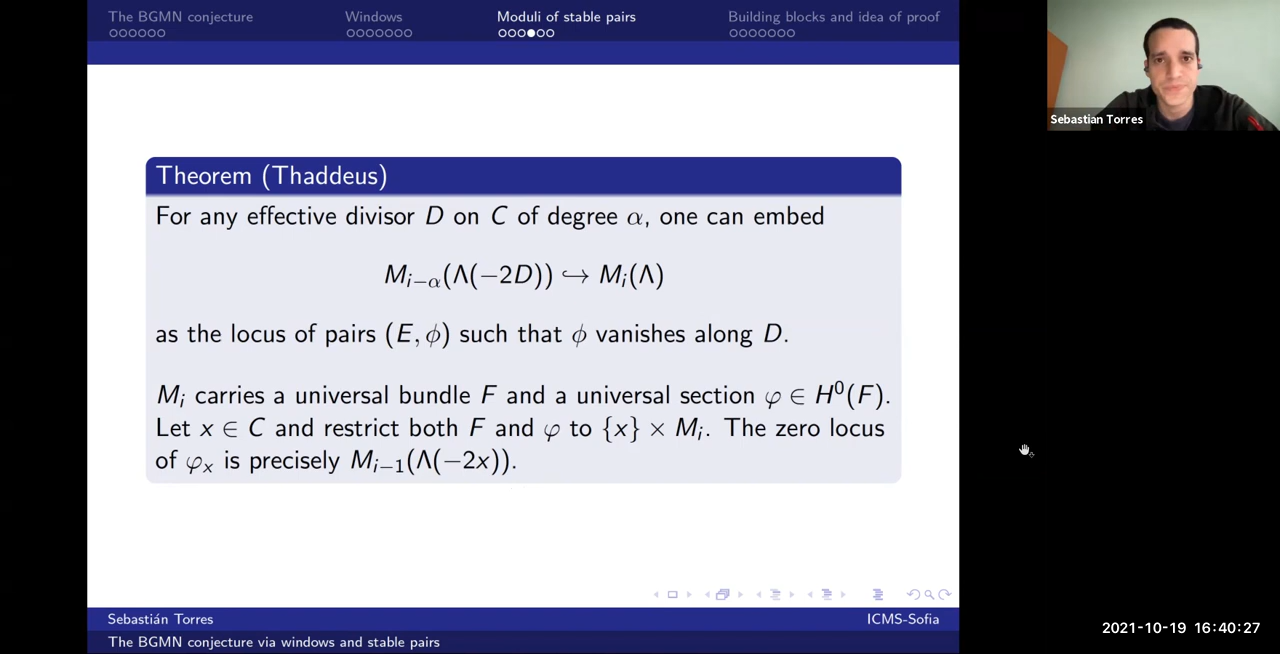 The BGMN conjecture Windows Moduli of stable pairs Building blocks and idea of proof
Sebastian Torres
Theorem (Thaddeus)
For any effective divisor D on C of degree α, one can embed
M_{i−α}(Λ(−2D)) ↪ M_i(Λ)
as the locus of pairs (E, ϕ) such that ϕ vanishes along D.
M_i carries a universal bundle F and a universal section φ ∈ H⁰(F).
Let x ∈ C and restrict both F and φ to {x} × M_i. The zero locus
of φ_x is precisely M_{i−1}(Λ(−2x)).
Sebastián Torres ICMS-Sofia
The BGMN conjecture via windows and stable pairs
2021-10-19 16:40:27